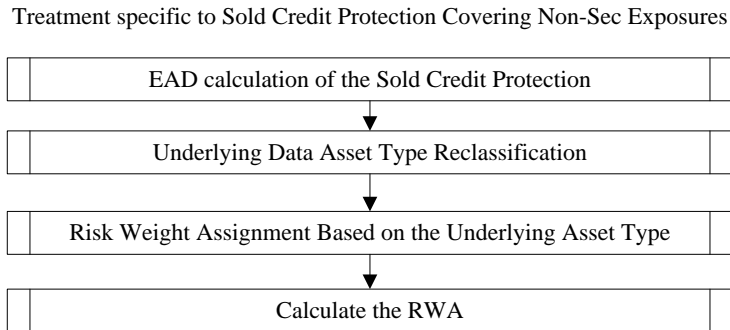 Treatment specific to Sold Credit Protection Covering Non-Sec Exposures
EAD calculation of the Sold Credit Protection
Underlying Data Asset Type Reclassification
Risk Weight Assignment Based on the Underlying Asset Type
Calculate the RWA